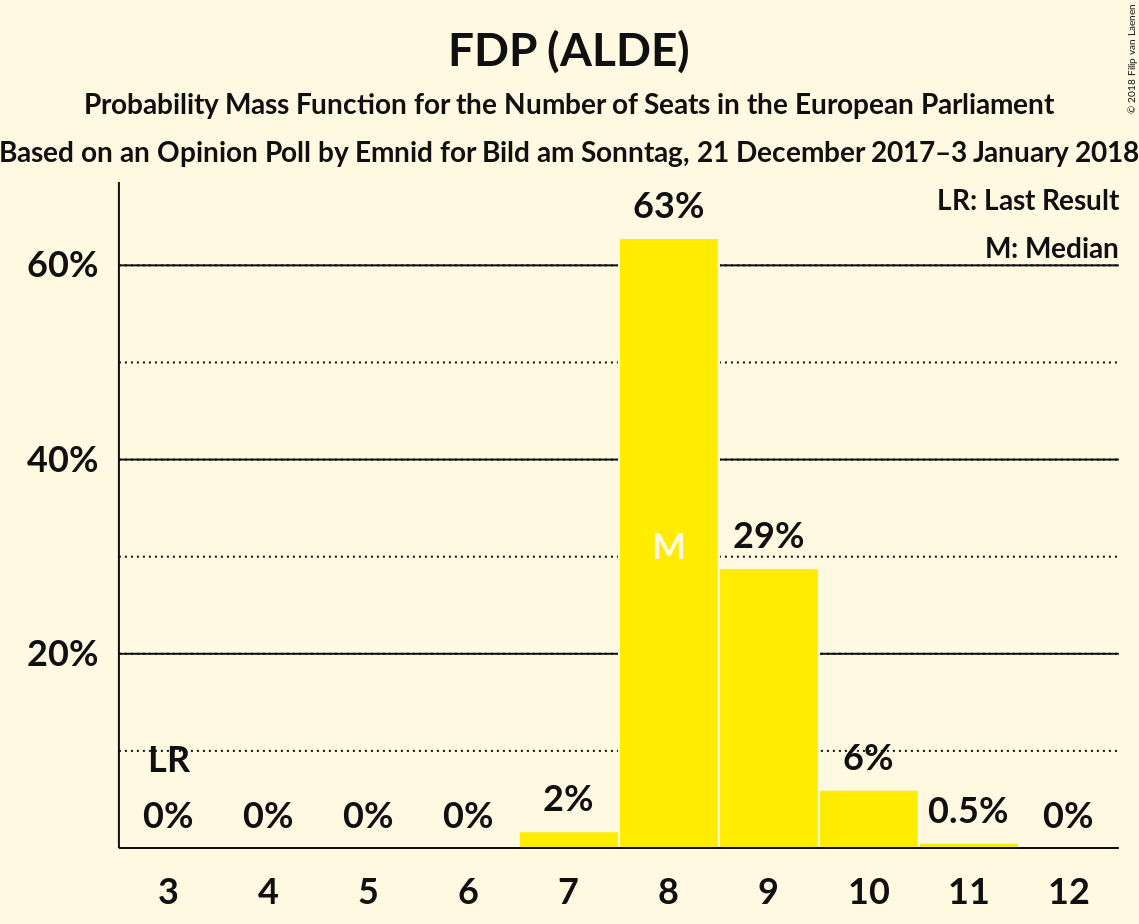 FDP (ALDE)
Probability Mass Function for the Number of Seats in the European Parliament
Based on an Opinion Poll by Emnid for Bild am Sonntag, 21 December 2017–3 January 2018
© 2018 Filip van Laenen
LR: Last Result
M: Median
63%
60%
40%
M
29%
20%
LR
6%
2%
0.5%
0% 0% 0% 0% 0%
3 4 5 6 7 8 9 10 11 12